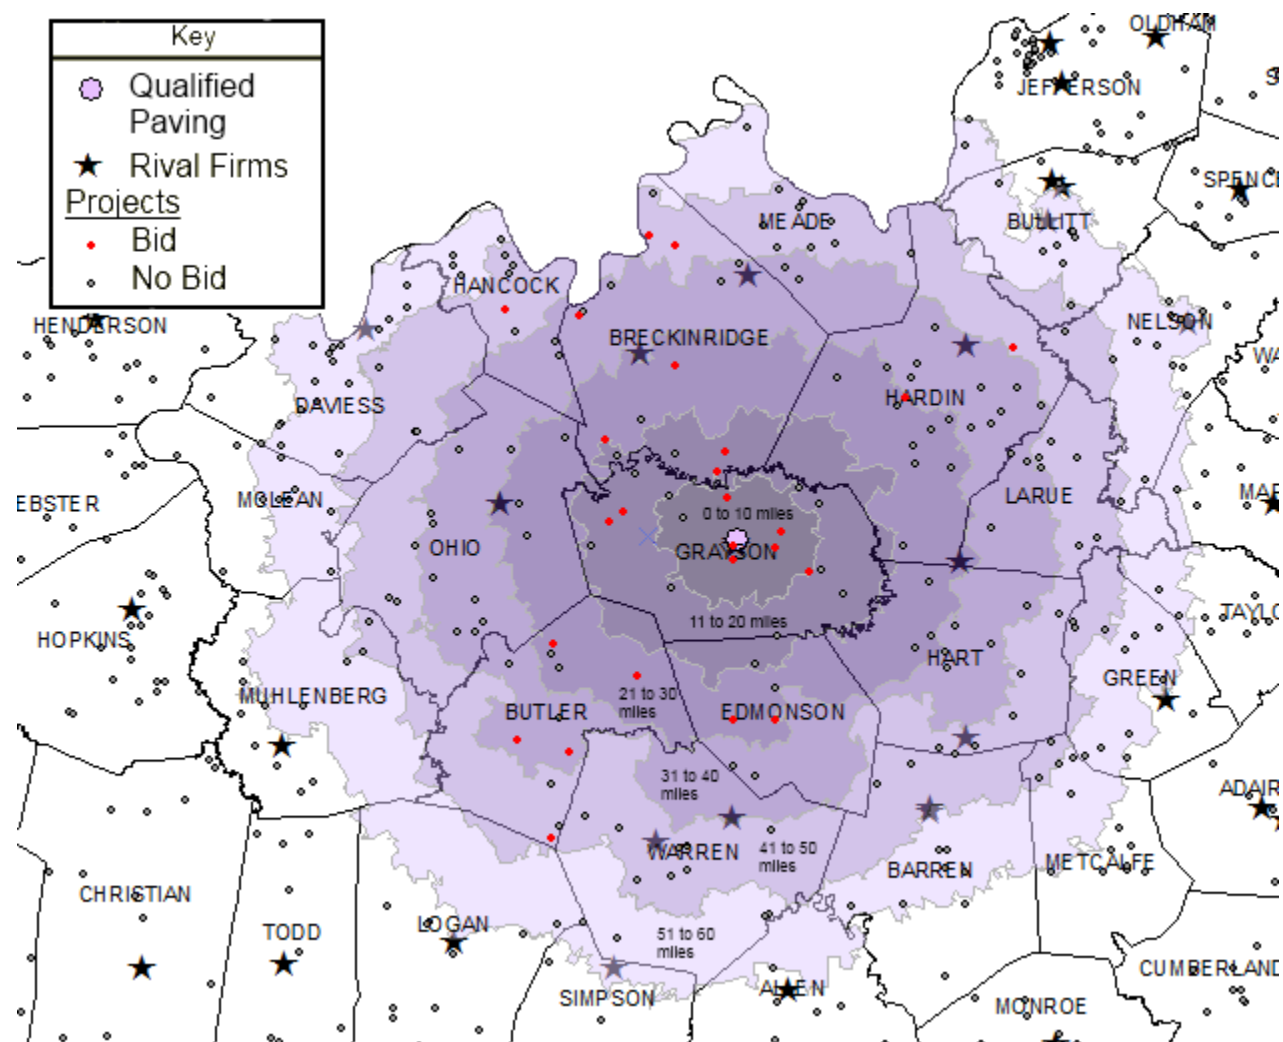 Key
Qualified
Paving
Rival Firms
Projects
Bid
No Bid
OLDHAM
JEFFERSON
SPENCE
BULLITT
MEADE
HANCOCK
HENDERSON
NELSON
BRECKINRIDGE
HARDIN
DAVIESS
MCLEAN
EBSTER
LARUE
MAR
0 to 10 miles
GRAYSON
OHIO
TAYLO
HOPKINS
11 to 20 miles
HART
GREEN
MUHLENBERG
21 to 30
miles
BUTLER
EDMONSON
31 to 40
miles
ADAIR
WARREN
41 to 50
miles
BARREN
METCALFE
CHRISTIAN
TODD
LOGAN
51 to 60
miles
SIMPSON
ALLEN
CUMBERLAND
MONROE